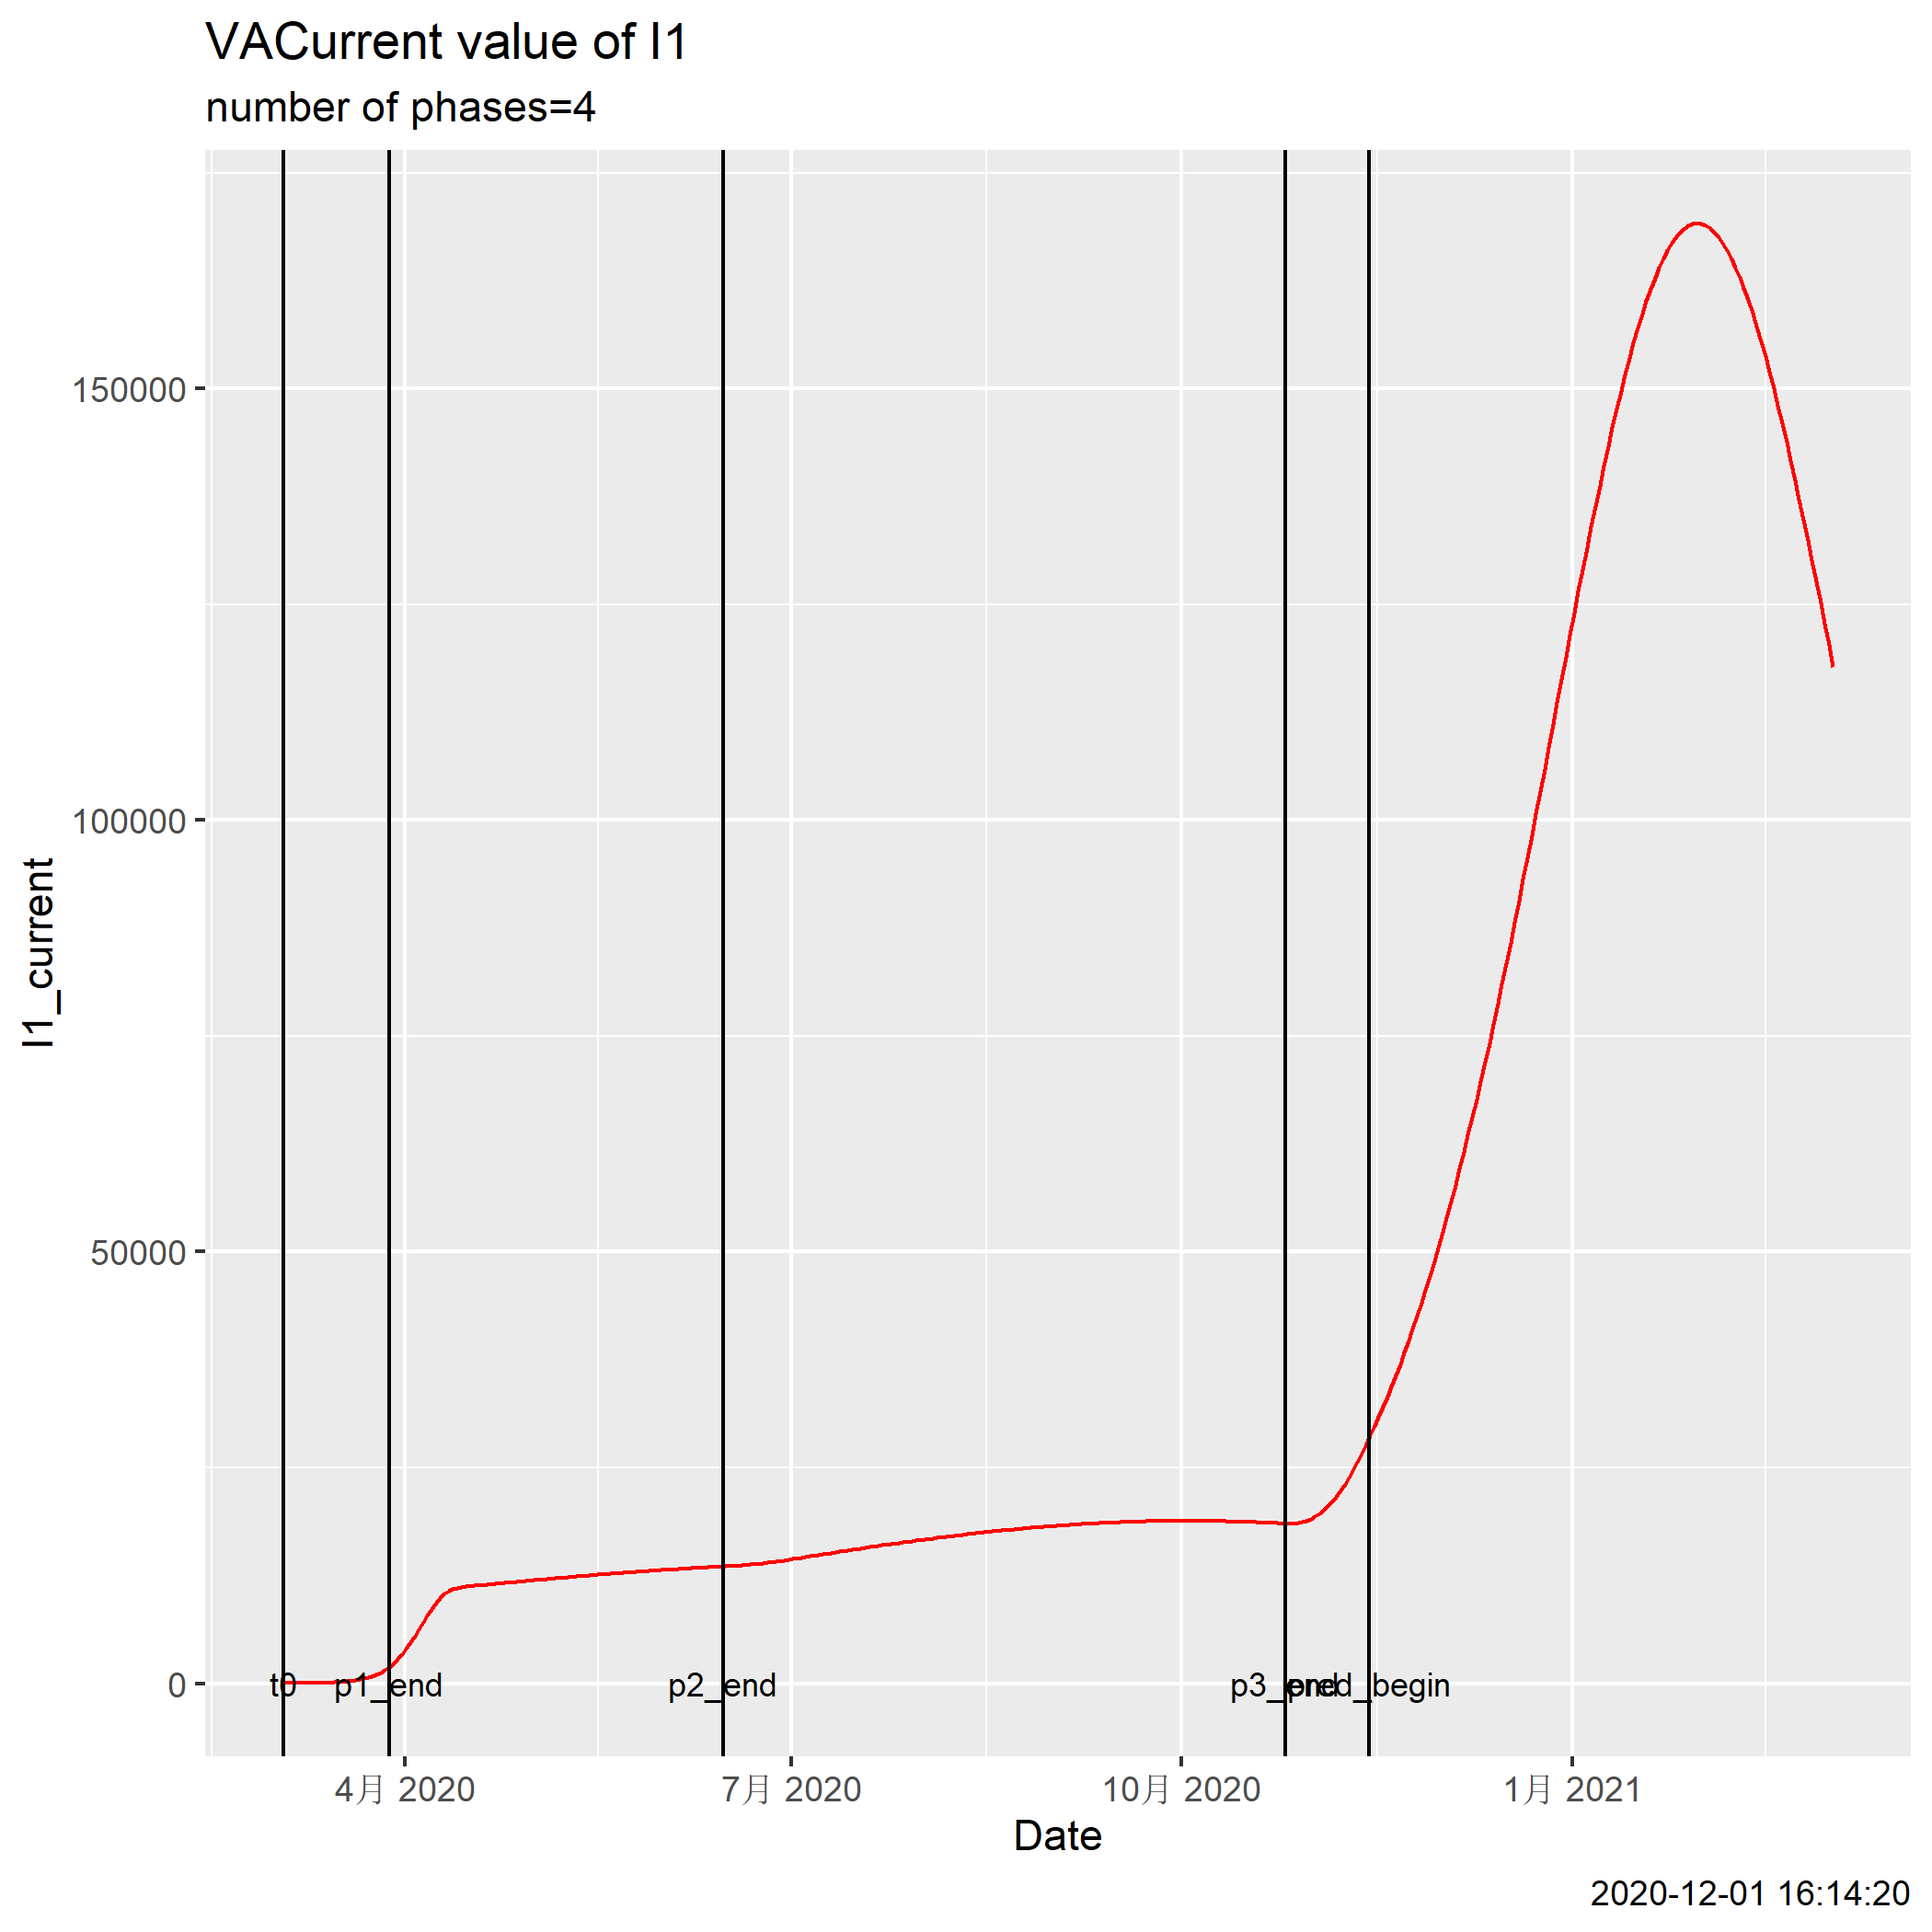 VACurrent value of I1
number of phases=4
I1_current
150000
100000
50000
0
t0
p1_end
p2_end
p3_end
pred_begin
4月 2020
7月 2020
10月 2020
1月 2021
Date
2020-12-01 16:14:20